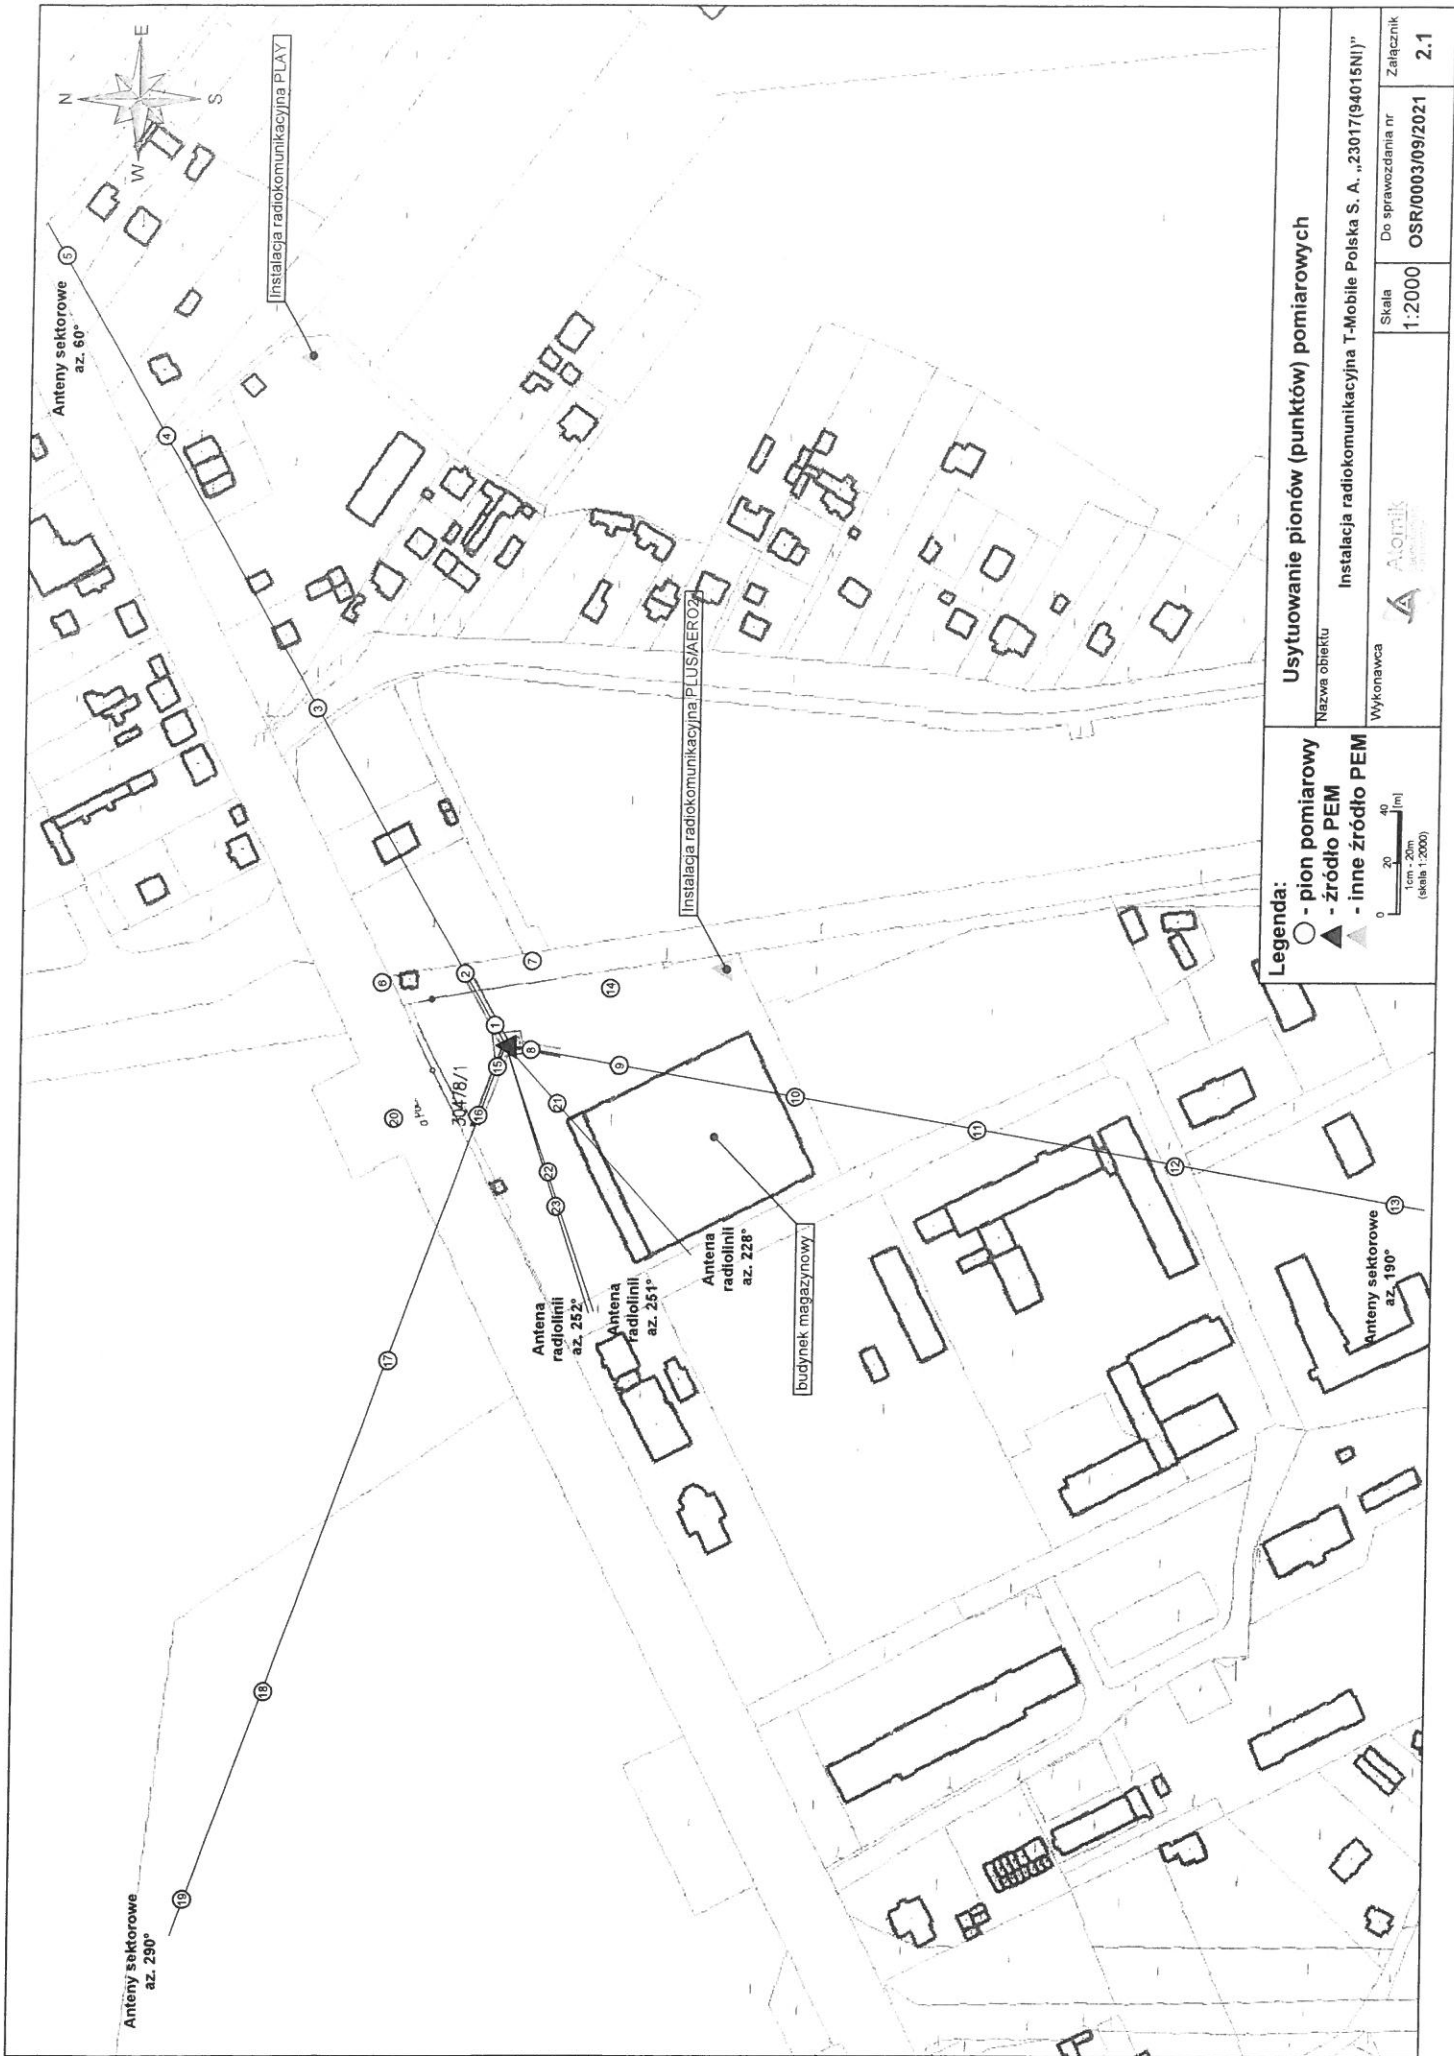 N
E
S
W
Instalacja radiokomunikacyjna PLAY
Anteny sektorowe
az. 60°
5
4
3
2
1
6
7
14
Instalacja radiokomunikacyjna PLUS/AERO2
8
9
10
11
12
13
15
16
30478/1
20
21
22
23
17
18
19
Anteny sektorowe
az. 290°
Antena
radiolinii
az. 252°
Antena
radiolinii
az. 251°
Antena
radiolinii
az. 228°
budynek magazynowy
Anteny sektorowe
az. 190°
Legenda:
- pion pomiarowy
- źródło PEM
- inne źródło PEM
0 20 40
[m]
1cm - 20m
(skala 1:2000)
Usytuowanie pionów (punktów) pomiarowych
Nazwa obiektu
Instalacja radiokomunikacyjna T-Mobile Polska S. A. „23017(94015N!)”
Wykonawca
Atomik
Skala
1:2000
Do sprawozdania nr
OSR/0003/09/2021
Załącznik
2.1